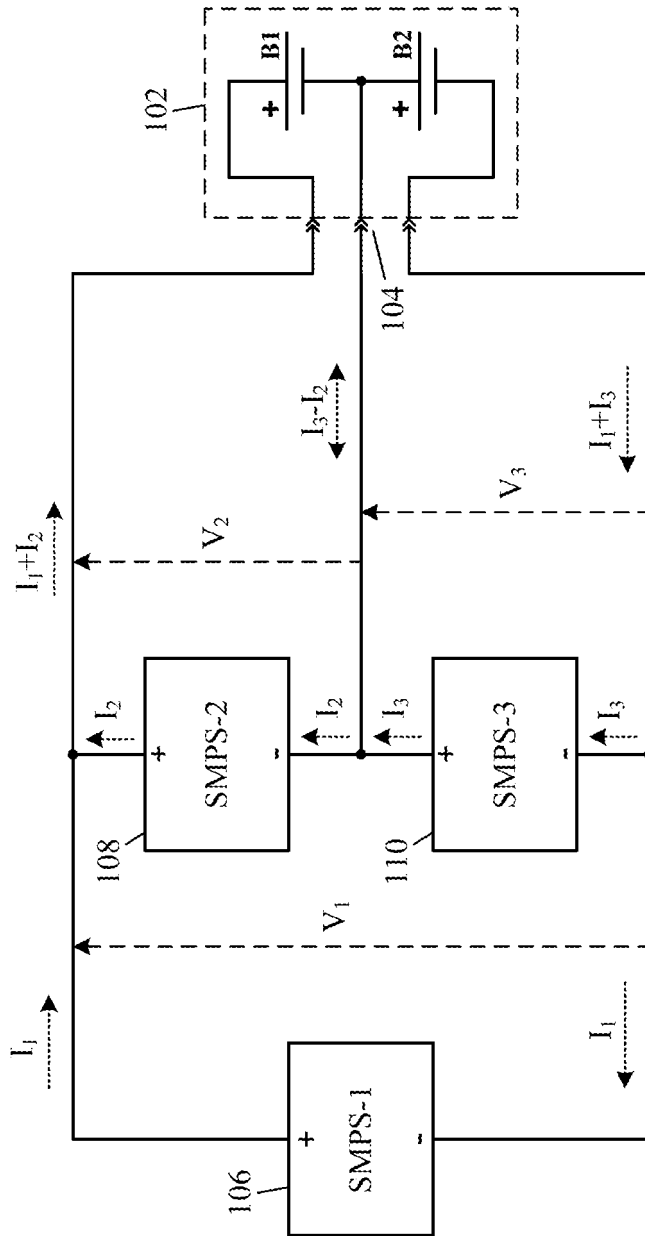 I₁
I₁+I₂
108
I₂
102
+
SMPS-2
-
V₂
+ B1
106
+
SMPS-1
-
V₁
I₂
I₃-I₂
110
I₃
104
+ B2
+
SMPS-3
-
V₃
I₁
I₃
I₁+I₃